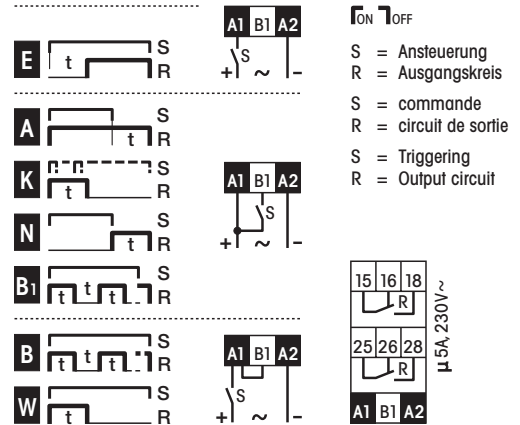 A1 B1 A2
ON OFF
S
E t S
R
+ ~ –
S = Ansteuerung
R = Ausgangskreis
S = commande
R = circuit de sortie
S = Triggering
R = Output circuit
A S
t R
K S
t R
N S
t R
B1 S
t t R
A1 B1 A2
S
+ ~ –
B S
t t t R
W S
t R
A1 B1 A2
S
+ ~ –
15 16 18
R
25 26 28
R
A1 B1 A2
µ 5A, 230V~